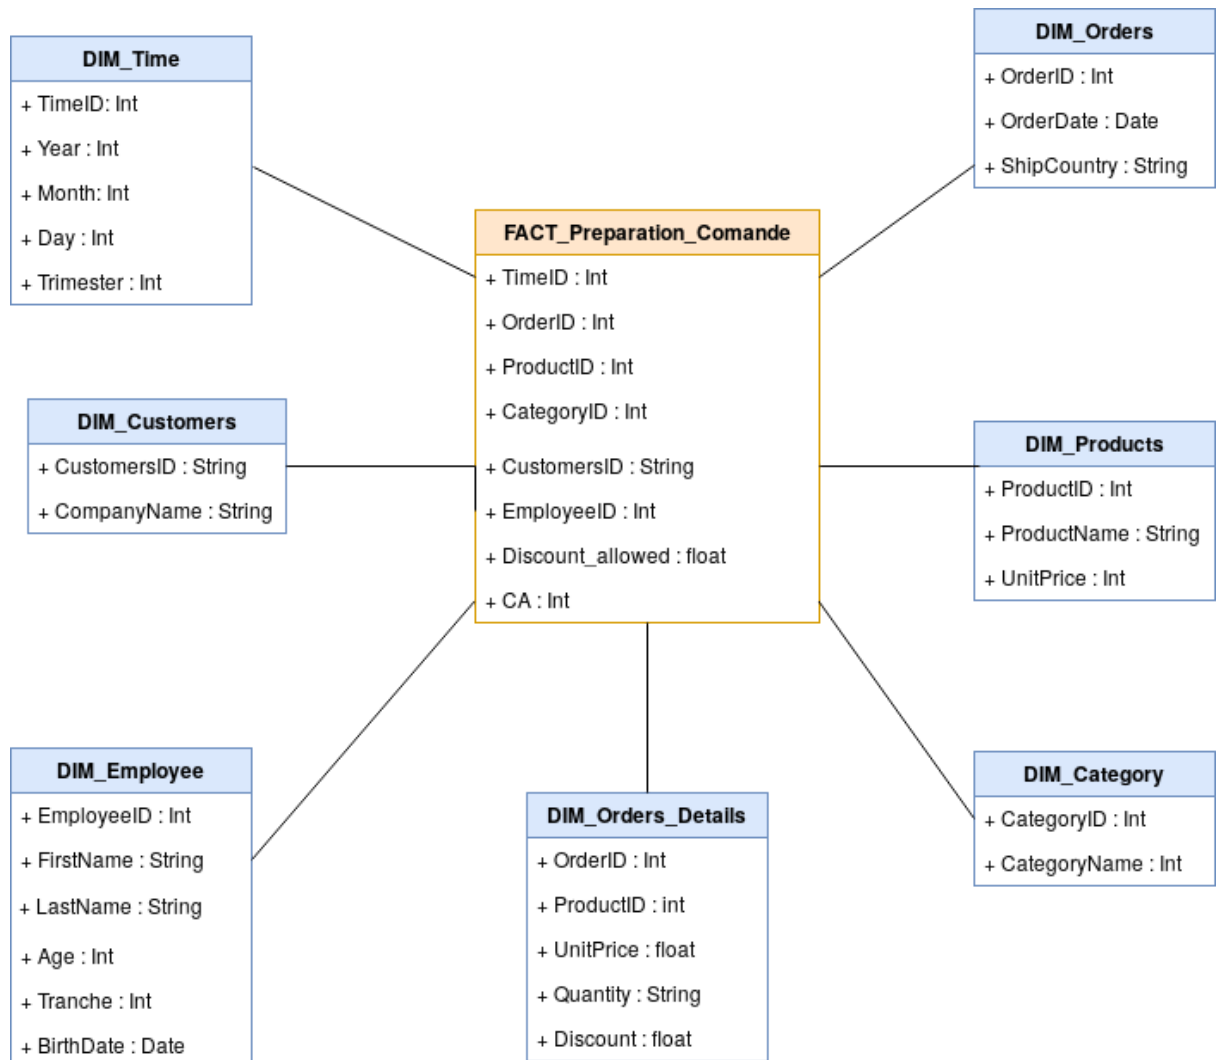 DIM_Time
+ TimeID: Int
+ Year : Int
+ Month: Int
+ Day : Int
+ Trimester : Int
DIM_Orders
+ OrderID : Int
+ OrderDate : Date
+ ShipCountry : String
FACT_Preparation_Comande
+ TimeID : Int
+ OrderID : Int
+ ProductID : Int
+ CategoryID : Int
+ CustomersID : String
+ EmployeeID : Int
+ Discount_allowed : float
+ CA : Int
DIM_Customers
+ CustomersID : String
+ CompanyName : String
DIM_Products
+ ProductID : Int
+ ProductName : String
+ UnitPrice : Int
DIM_Employee
+ EmployeeID : Int
+ FirstName : String
+ LastName : String
+ Age : Int
+ Tranche : Int
+ BirthDate : Date
DIM_Orders_Details
+ OrderID : Int
+ ProductID : int
+ UnitPrice : float
+ Quantity : String
+ Discount : float
DIM_Category
+ CategoryID : Int
+ CategoryName : Int